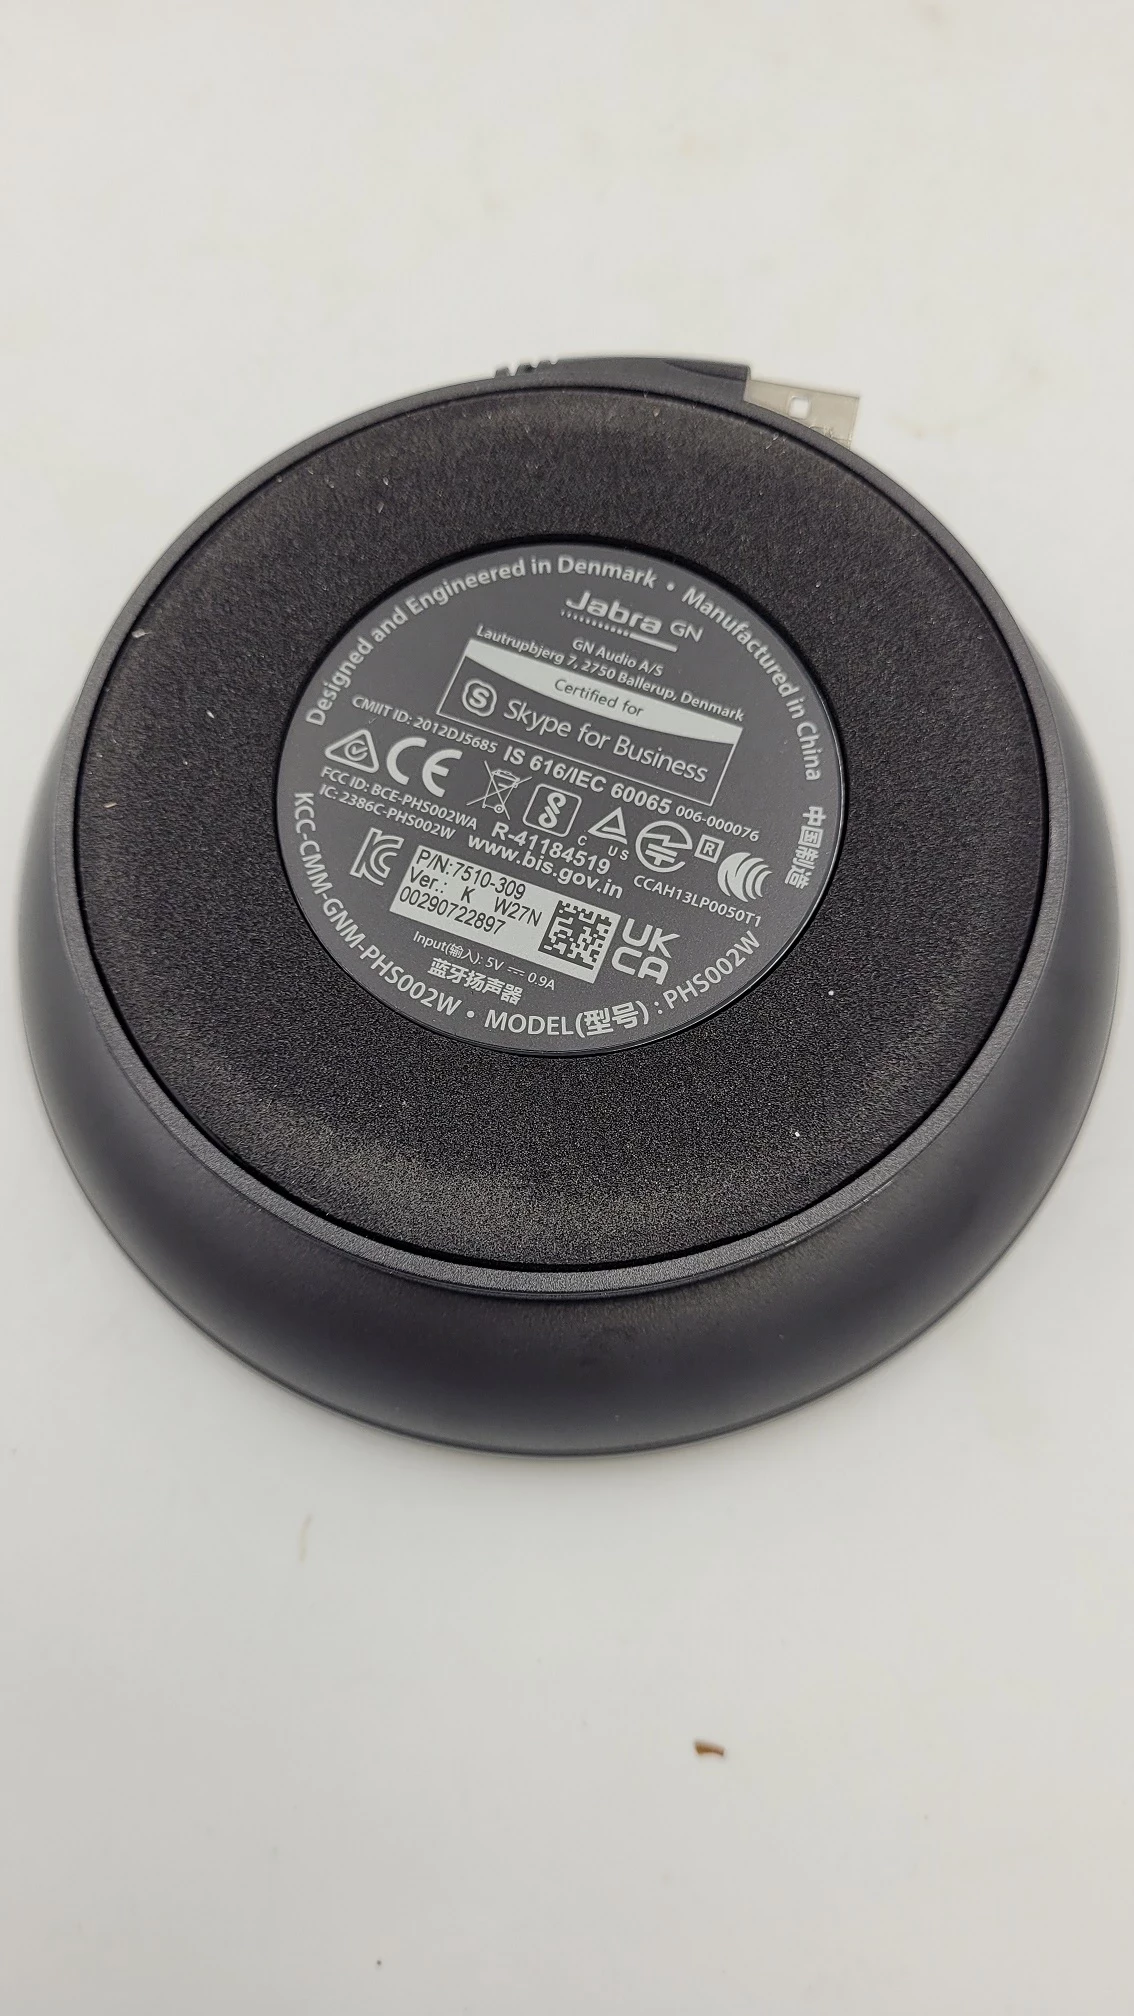 Designed and Engineered in Denmark • Manufactured in China 中国制造
Jabra GN
GN Audio A/S
Lautrupbjerg 7, 2750 Ballerup, Denmark
Certified for
S Skype for Business
CMIIT ID: 2012DJ5685 IS 616/IEC 60065 006-000076
CE
R
FCC ID: BCE-PHS002WA R-41184519 C US
IC: 2386C-PHS002W www.bis.gov.in CCAH13LP0050T1
P/N:7510-309
Ver.: K W27N
00290722897
UK
CA
Input(输入): 5V 0.9A
蓝牙扬声器
KCC-CMM-GNM-PHS002W • MODEL(型号) : PHS002W